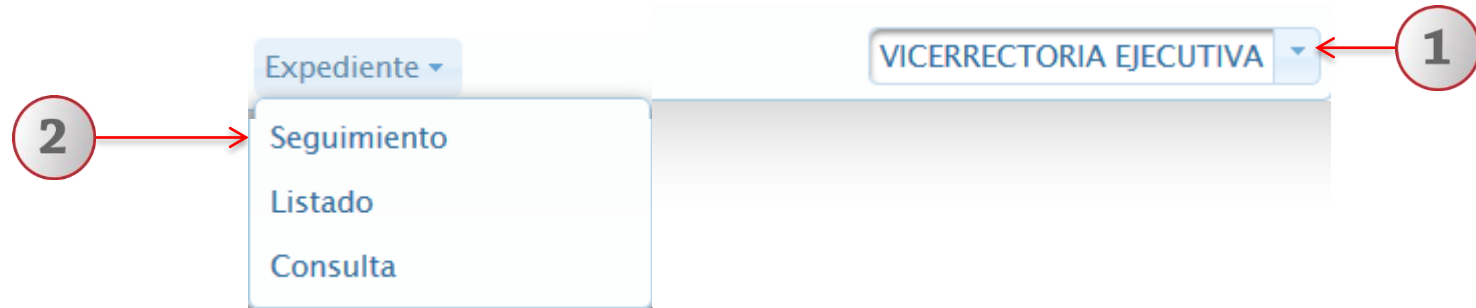 VICERRECTORIA EJECUTIVA
1
Expediente
2
Seguimiento
Listado
Consulta